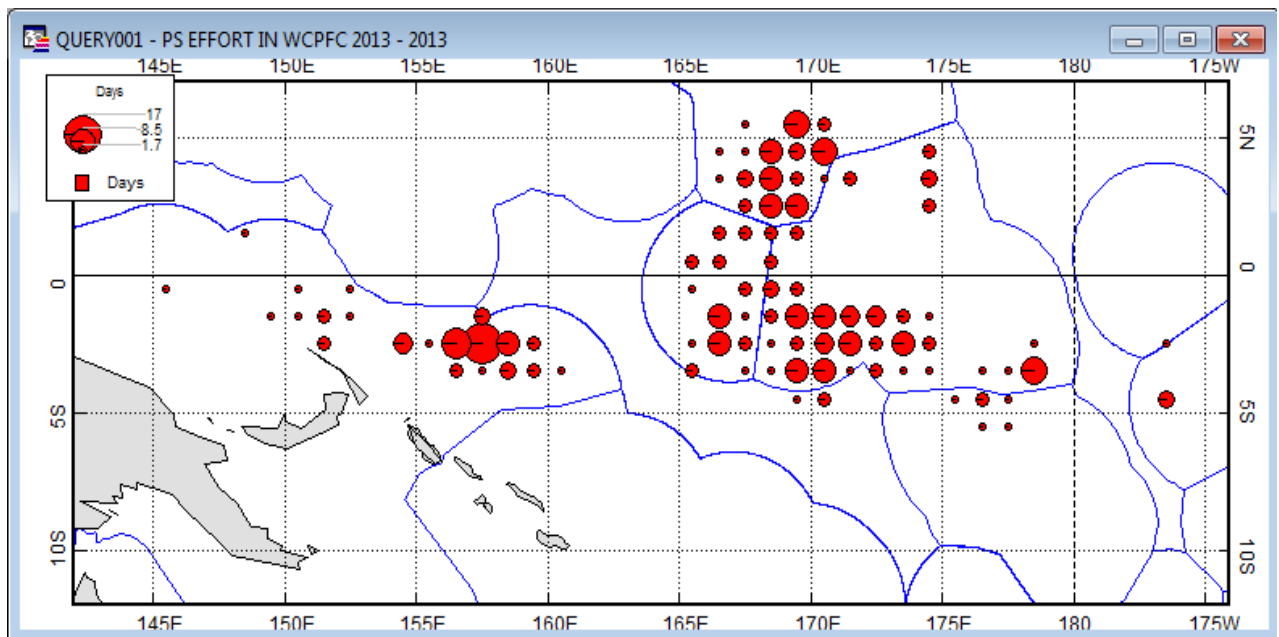 QUERY001 - PS EFFORT IN WCPFC 2013 - 2013
145E 150E 155E 160E 165E 170E 175E 180 175W
Days
17
8.5
1.7
Days
5N 5N
0 0
5S 5S
10S 10S
145E 150E 155E 160E 165E 170E 175E 180 175W